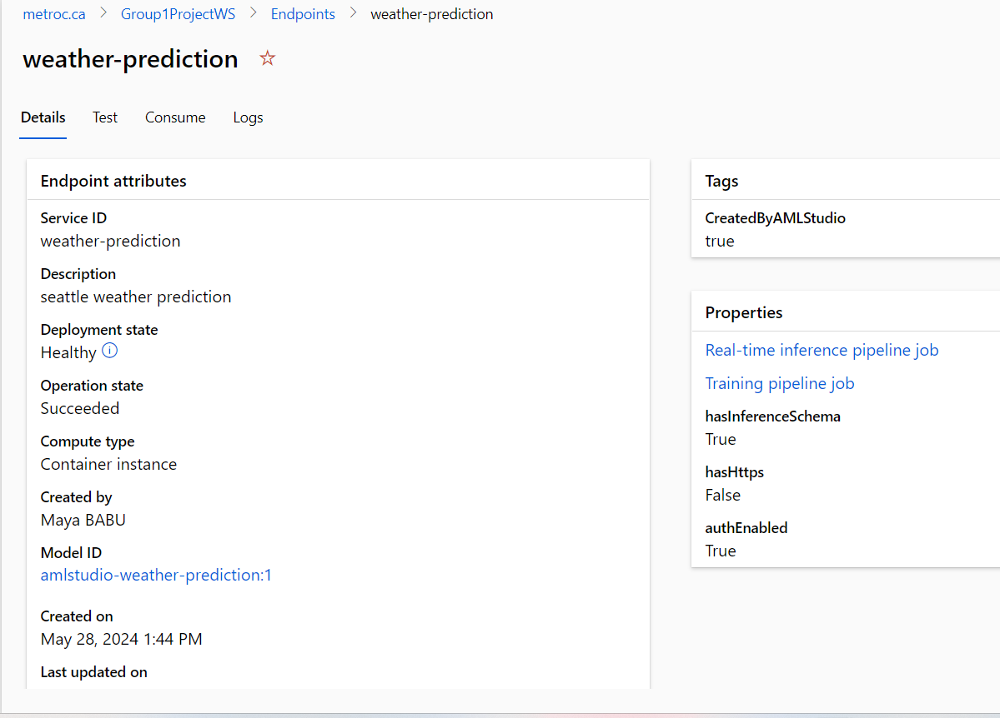 metroc.ca > Group1ProjectWS > Endpoints > weather-prediction
weather-prediction
Details Test Consume Logs
Endpoint attributes
Service ID
weather-prediction
Description
seattle weather prediction
Deployment state
Healthy
Operation state
Succeeded
Compute type
Container instance
Created by
Maya BABU
Model ID
amlstudio-weather-prediction:1
Created on
May 28, 2024 1:44 PM
Last updated on
Tags
CreatedByAMLStudio
true
Properties
Real-time inference pipeline job
Training pipeline job
hasInferenceSchema
True
hasHttps
False
authEnabled
True